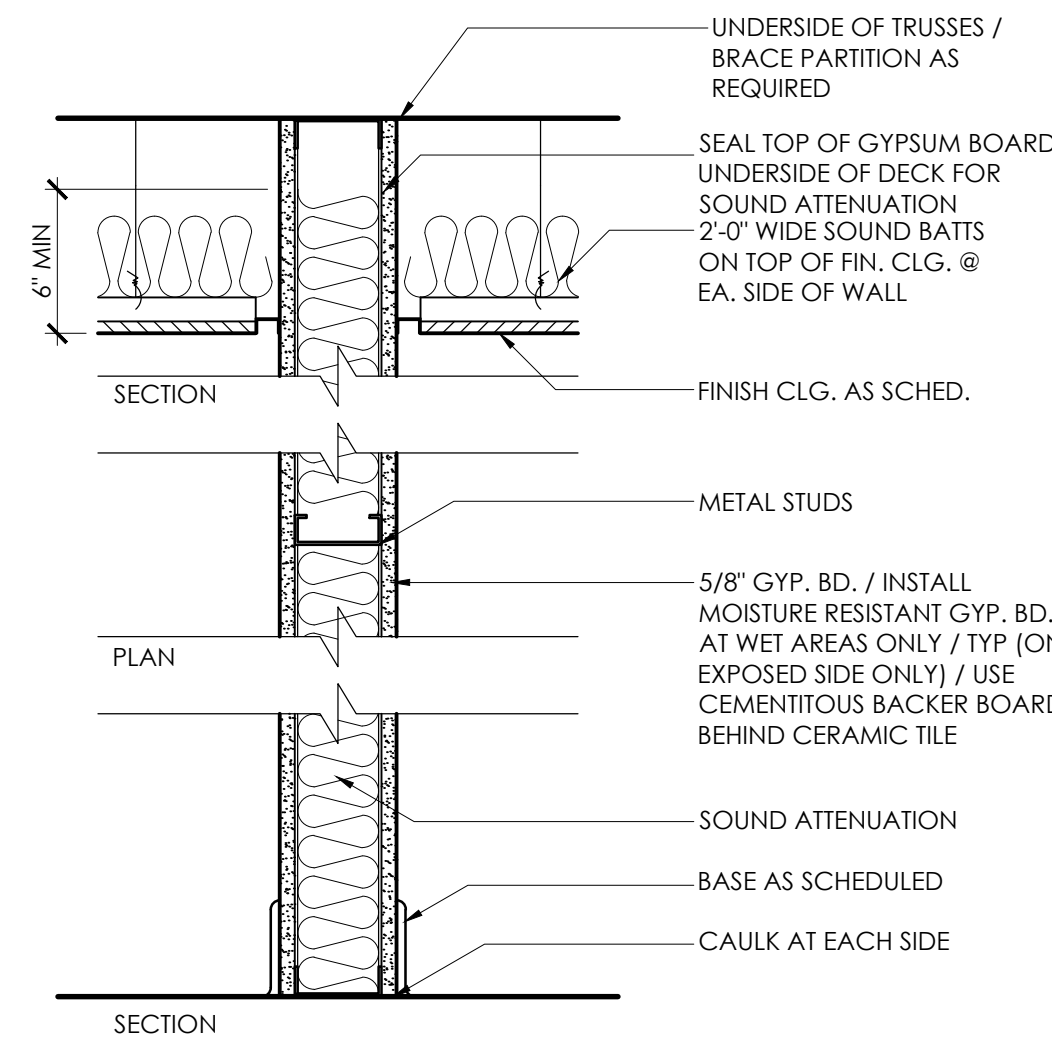 UNDERSIDE OF TRUSSES /
BRACE PARTITION AS
REQUIRED
SEAL TOP OF GYPSUM BOARD
UNDERSIDE OF DECK FOR
SOUND ATTENUATION
2'-0" WIDE SOUND BATTS
ON TOP OF FIN. CLG. @
EA. SIDE OF WALL
6" MIN
FINISH CLG. AS SCHED.
SECTION
METAL STUDS
5/8" GYP. BD. / INSTALL
MOISTURE RESISTANT GYP. BD.
AT WET AREAS ONLY / TYP (ON
EXPOSED SIDE ONLY) / USE
CEMENTITOUS BACKER BOARD
BEHIND CERAMIC TILE
PLAN
SOUND ATTENUATION
BASE AS SCHEDULED
CAULK AT EACH SIDE
SECTION